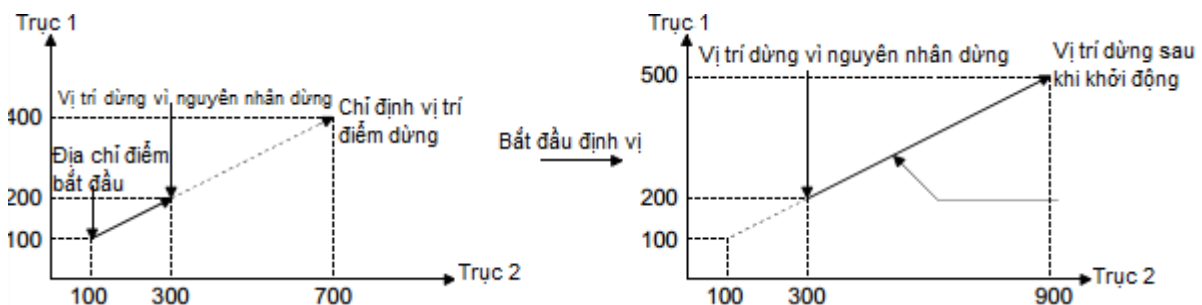 Trục 1
Vị trí dừng vì nguyên nhân dừng
Chỉ định vị trí
điểm dừng
400
Địa chỉ điểm
bắt đầu
200
100
Trục 2
100
300
700
Bắt đầu định vị
Trục 1
Vị trí dừng vì nguyên nhân dừng
Vị trí dừng sau
khi khởi động
500
200
100
Trục 2
100
300
900